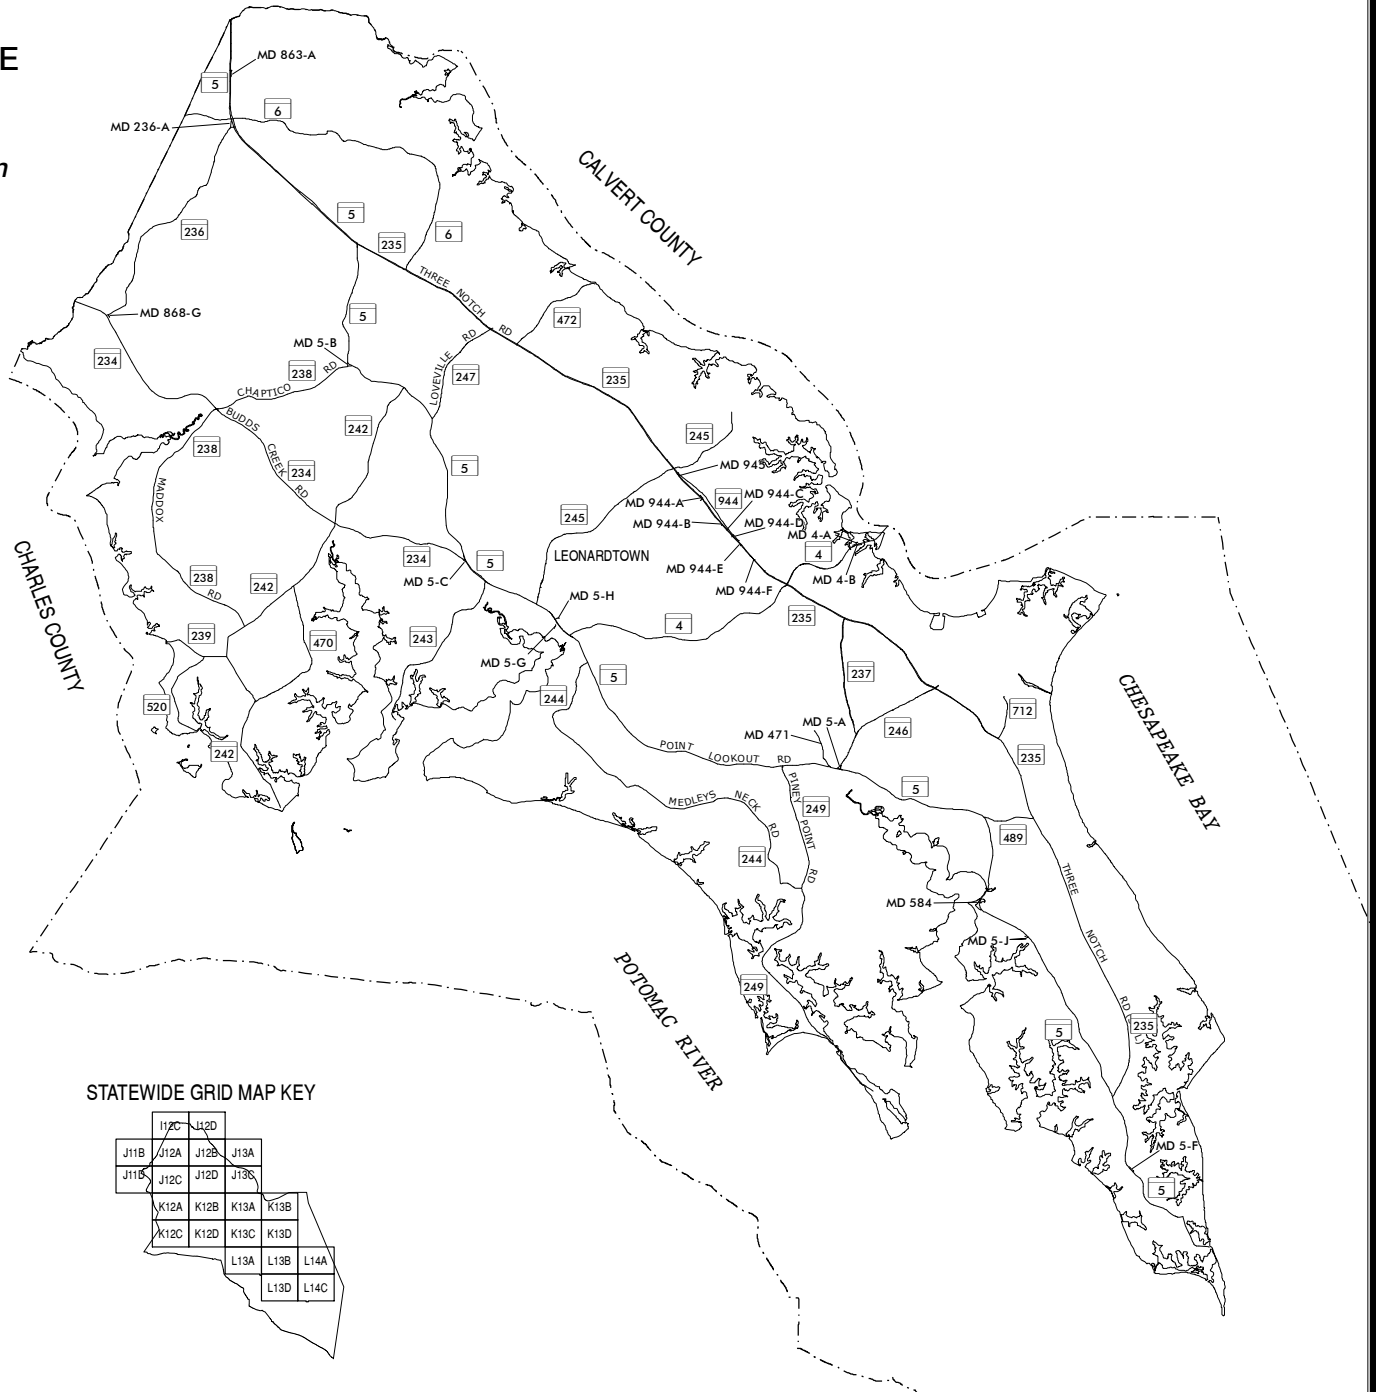 E
n
MD 863-A
5
6
MD 236-A
CALVERT COUNTY
236
5
6
235
THREE NOTCH RD
MD 868-G
5
472
MD 5-B
234
238
CHAPTICO RD
LOVEVILLE RD
247
235
BUDDS CREEK RD
242
245
238
234
5
MD 945
MADDOX RD
MD 944-A
944
MD 944-C
245
MD 944-B
MD 944-D
MD 4-A
CHARLES COUNTY
234
5
LEONARDTOWN
4
MD 5-C
MD 944-E
MD 4-B
238
242
MD 944-F
MD 5-H
235
4
239
470
243
MD 5-G
5
237
CHESAPEAKE BAY
520
244
712
MD 5-A
246
MD 471
242
POINT LOOKOUT RD
235
5
MEDLEYS NECK RD
PINEY POINT RD
249
489
244
THREE NOTCH RD
MD 584
MD 5-J
POTOMAC RIVER
249
5
235
STATEWIDE GRID MAP KEY
I12C I12D
J11B J12A J12B J13A
J11D J12C J12D J13C
K12A K12B K13A K13B
K12C K12D K13C K13D
L13A L13B L14A
L13D L14C
MD 5-F
5